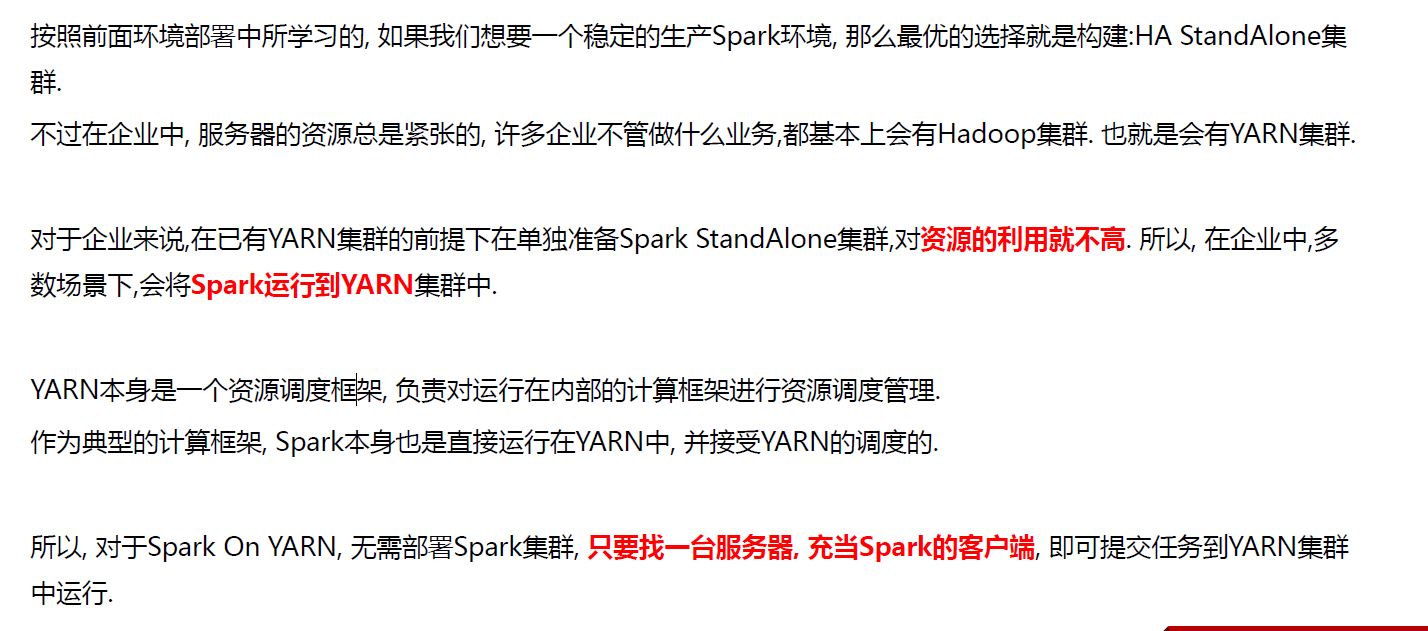 按照前面环境部署中所学习的, 如果我们想要一个稳定的生产Spark环境, 那么最优的选择就是构建:HA StandAlone集
群.
不过在企业中, 服务器的资源总是紧张的, 许多企业不管做什么业务,都基本上会有Hadoop集群. 也就是会有YARN集群.
对于企业来说,在已有YARN集群的前提下在单独准备Spark StandAlone集群,对资源的利用就不高. 所以, 在企业中,多
数场景下,会将Spark运行到YARN集群中.
YARN本身是一个资源调度框架, 负责对运行在内部的计算框架进行资源调度管理.
作为典型的计算框架, Spark本身也是直接运行在YARN中, 并接受YARN的调度的.
所以, 对于Spark On YARN, 无需部署Spark集群, 只要找一台服务器, 充当Spark的客户端, 即可提交任务到YARN集群
中运行.